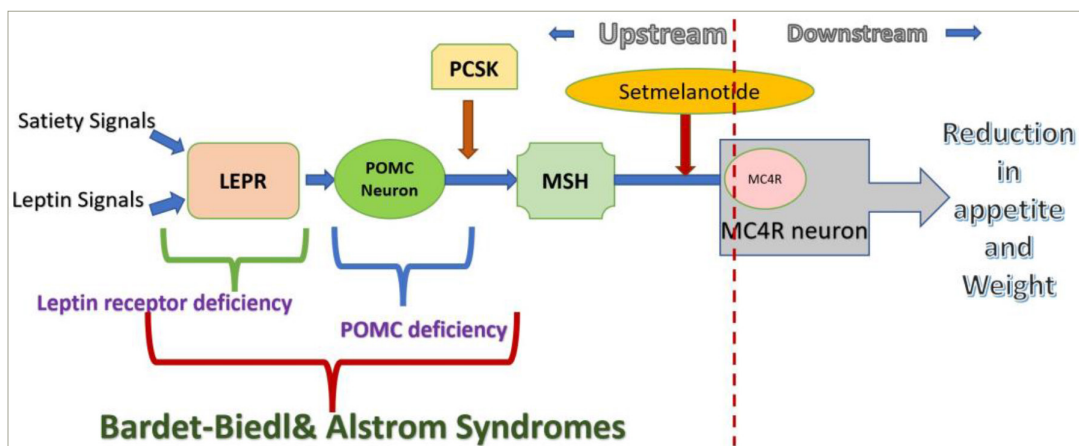 Upstream
Downstream
PCSK
Setmelanotide
Satiety Signals
Leptin Signals
LEPR
POMC
Neuron
MSH
MC4R
MC4R neuron
Reduction
in
appetite
and
Weight
Leptin receptor deficiency
POMC deficiency
Bardet-Biedl& Alstrom Syndromes